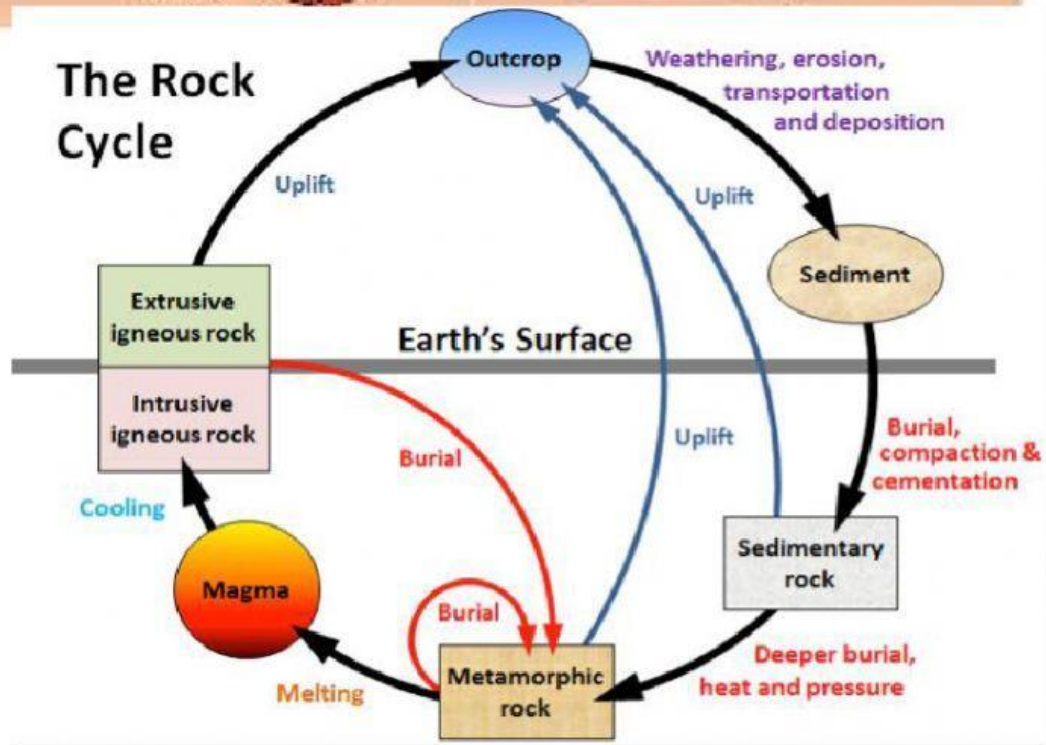 The Rock
Cycle
Outcrop
Weathering, erosion,
transportation
and deposition
Uplift
Uplift
Sediment
Extrusive
igneous rock
Earth's Surface
Intrusive
igneous rock
Burial
Uplift
Burial,
compaction &
cementation
Cooling
Sedimentary
rock
Magma
Burial
Metamorphic
rock
Deeper burial,
heat and pressure
Melting